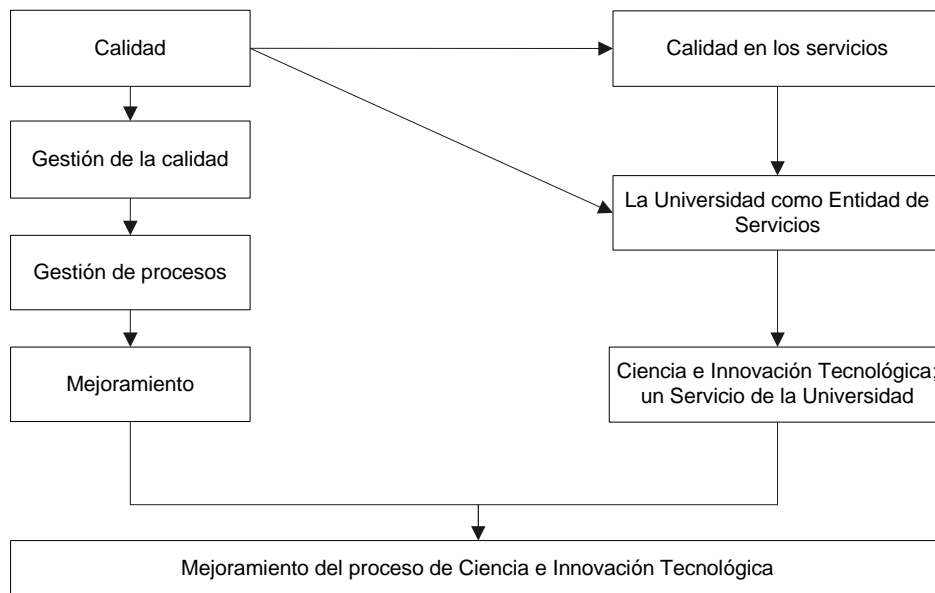 Calidad
Calidad en los servicios
Gestión de la calidad
La Universidad como Entidad de
Servicios
Gestión de procesos
Mejoramiento
Ciencia e Innovación Tecnológica;
un Servicio de la Universidad
Mejoramiento del proceso de Ciencia e Innovación Tecnológica